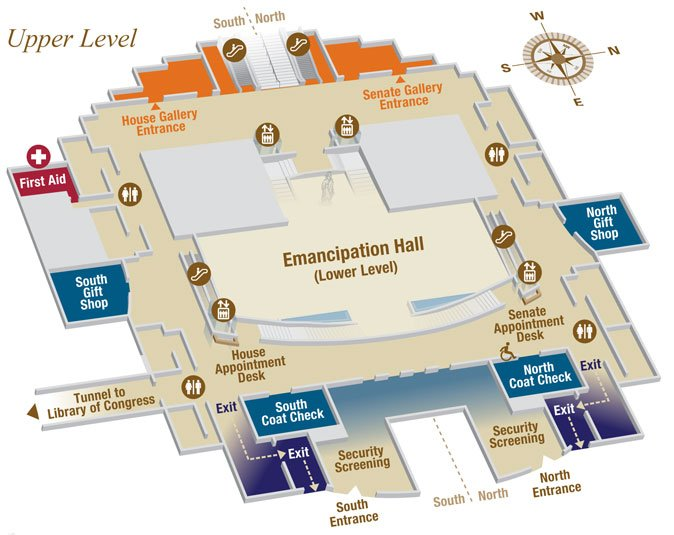 Upper Level
South
North
W
N
S
E
House Gallery
Entrance
Senate Gallery
Entrance
First Aid
South
Gift
Shop
North
Gift
Shop
Emancipation Hall
(Lower Level)
House
Appointment
Desk
Senate
Appointment
Desk
Tunnel to
Library of Congress
Exit
South
Coat Check
North
Coat Check
Exit
Exit
Exit
Security
Screening
Security
Screening
South
North
South
Entrance
North
Entrance